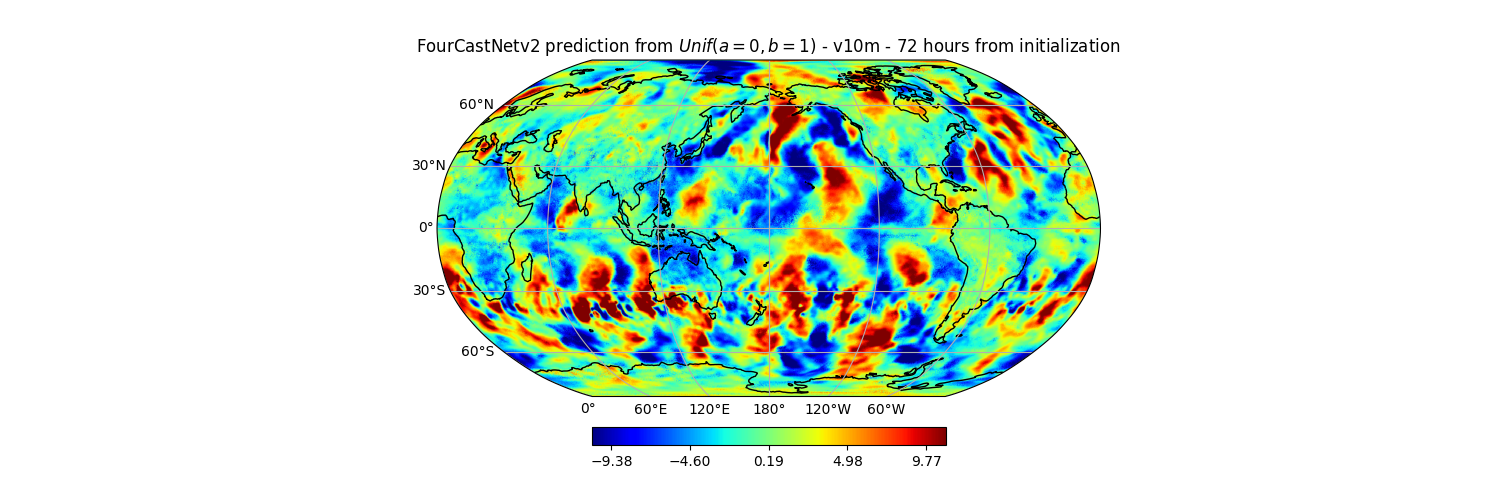 FourCastNetv2 prediction from Unif(a = 0, b = 1) - v10m - 72 hours from initialization
60°N
30°N
0°
30°S
60°S
0° 60°E 120°E 180° 120°W 60°W
−9.38 −4.60 0.19 4.98 9.77